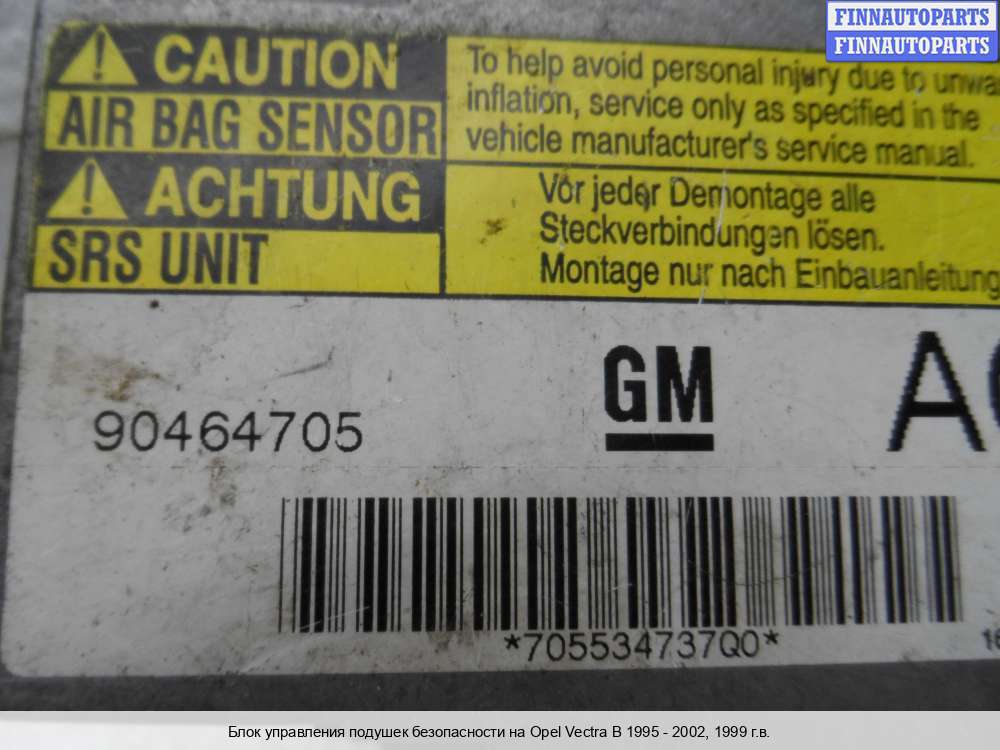 FINNAUTOPARTS
FINNAUTOPARTS
CAUTION
AIR BAG SENSOR
ACHTUNG
SRS UNIT
To help avoid personal injury due to unwa
inflation, service only as specified in the
vehicle manufacturer's service manual.
Vor jeder Demontage alle
Steckverbindungen lösen.
Montage nur nach Einbauanleitung
90464705
GM
A
*705534737Q0*
Блок управления подушек безопасности на Opel Vectra B 1995 - 2002, 1999 г.в.